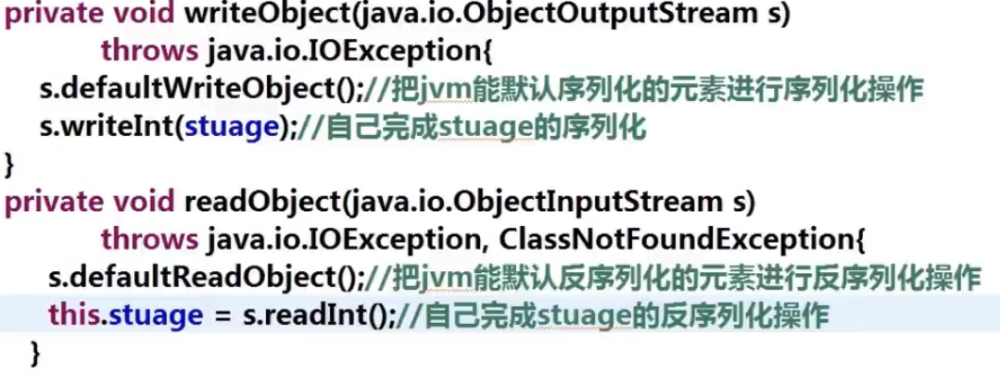 private void writeObject(java.io.ObjectOutputStream s)
throws java.io.IOException{
s.defaultWriteObject();//把jvm能默认序列化的元素进行序列化操作
s.writeInt(stuage);//自己完成stuage的序列化
}
private void readObject(java.io.ObjectInputStream s)
throws java.io.IOException, ClassNotFoundException{
s.defaultReadObject();//把jvm能默认反序列化的元素进行反序列化操作
this.stuage = s.readInt();//自己完成stuage的反序列化操作
}